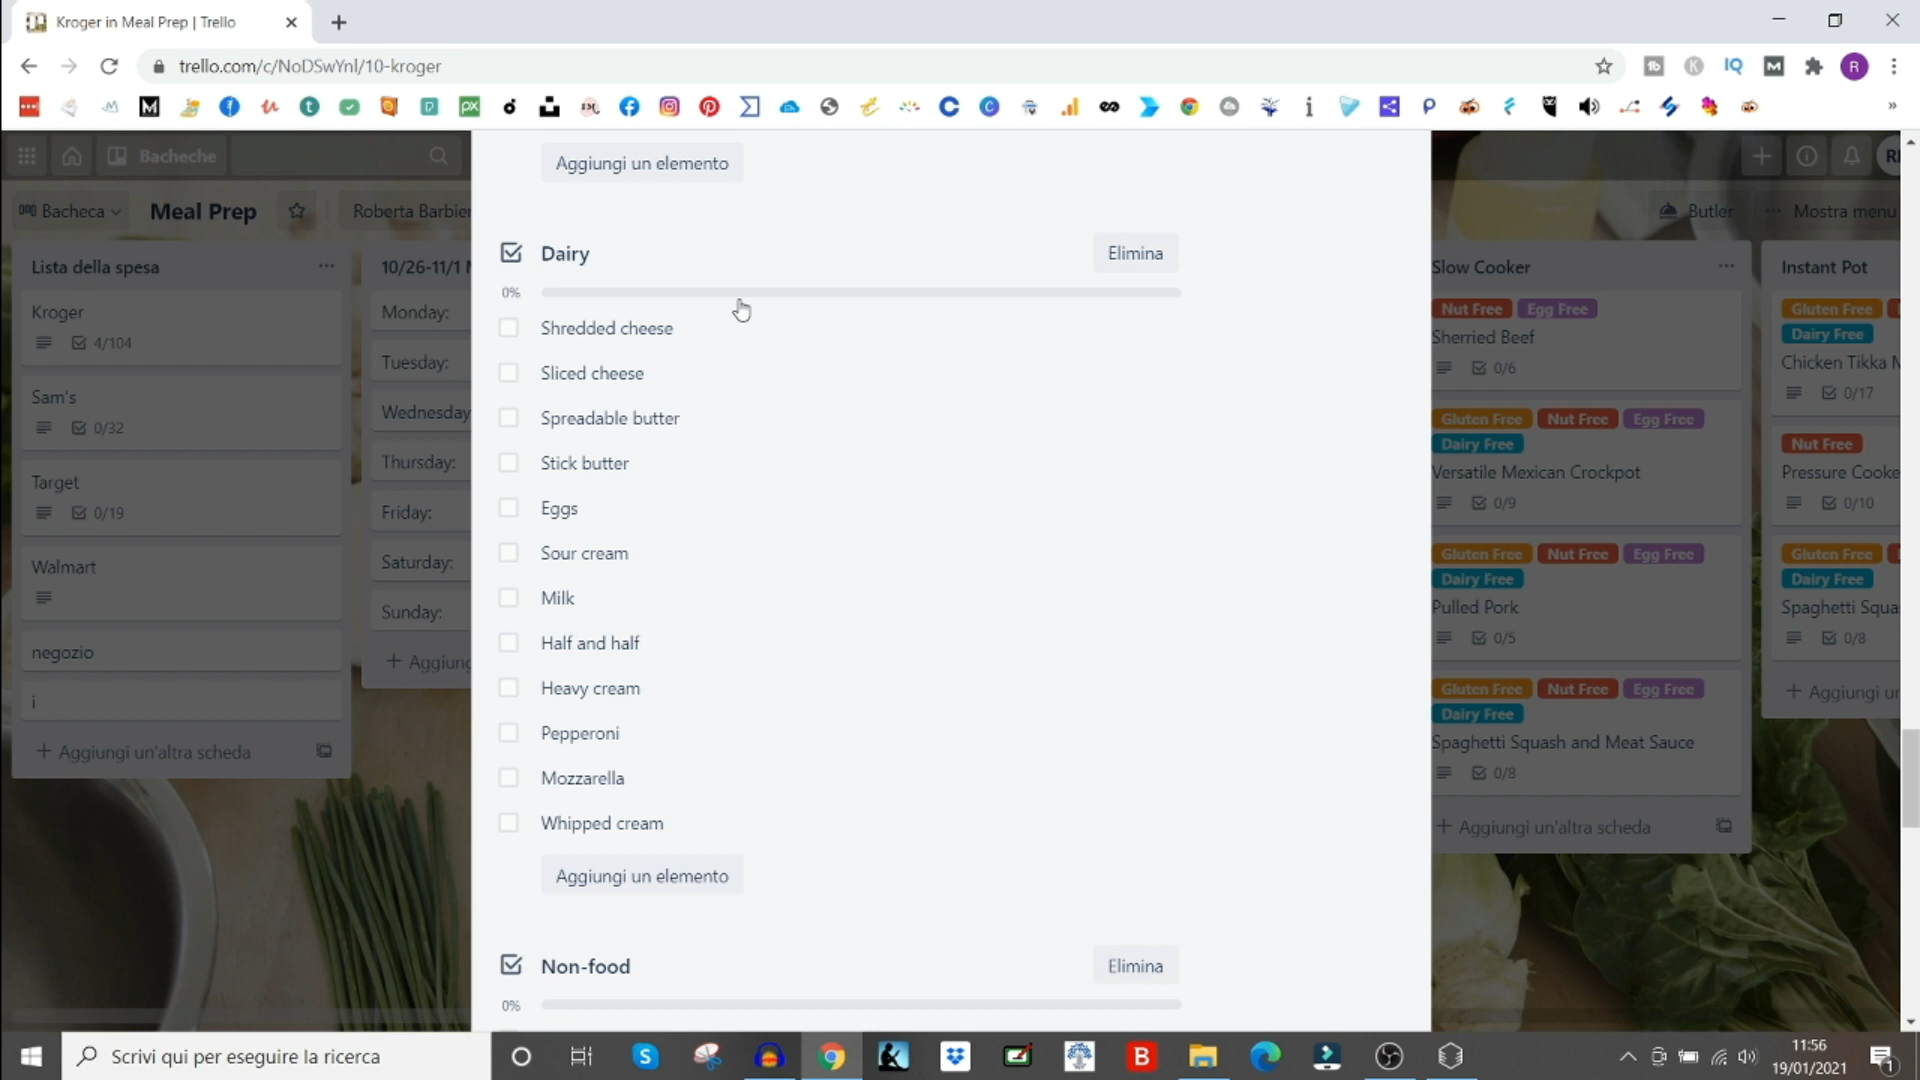 Kroger in Meal Prep | Trello
trello.com/c/NoDSwYnl/10-kroger
Bacheche
Bacheca
Meal Prep
Roberta Barbier
Butler
Mostra menu
Lista della spesa
Kroger
4/104
Sam's
0/32
Target
0/19
Walmart
negozio
i
Aggiungi un'altra scheda
10/26-11/1
Monday:
Tuesday:
Wednesday
Thursday:
Friday:
Saturday:
Sunday:
Aggiung
Aggiungi un elemento
Dairy
Elimina
0%
Shredded cheese
Sliced cheese
Spreadable butter
Stick butter
Eggs
Sour cream
Milk
Half and half
Heavy cream
Pepperoni
Mozzarella
Whipped cream
Aggiungi un elemento
Non-food
Elimina
0%
Slow Cooker
Nut Free Egg Free
Sherried Beef
0/6
Gluten Free Nut Free Egg Free
Dairy Free
Versatile Mexican Crockpot
0/9
Gluten Free Nut Free Egg Free
Dairy Free
Pulled Pork
0/5
Gluten Free Nut Free Egg Free
Dairy Free
Spaghetti Squash and Meat Sauce
0/8
Aggiungi un'altra scheda
Instant Pot
Gluten Free
Dairy Free
Chicken Tikka
0/17
Nut Free
Pressure Cooke
0/10
Gluten Free
Dairy Free
Spaghetti Squa
0/8
Aggiungi un
Scrivi qui per eseguire la ricerca
11:56
19/01/2021